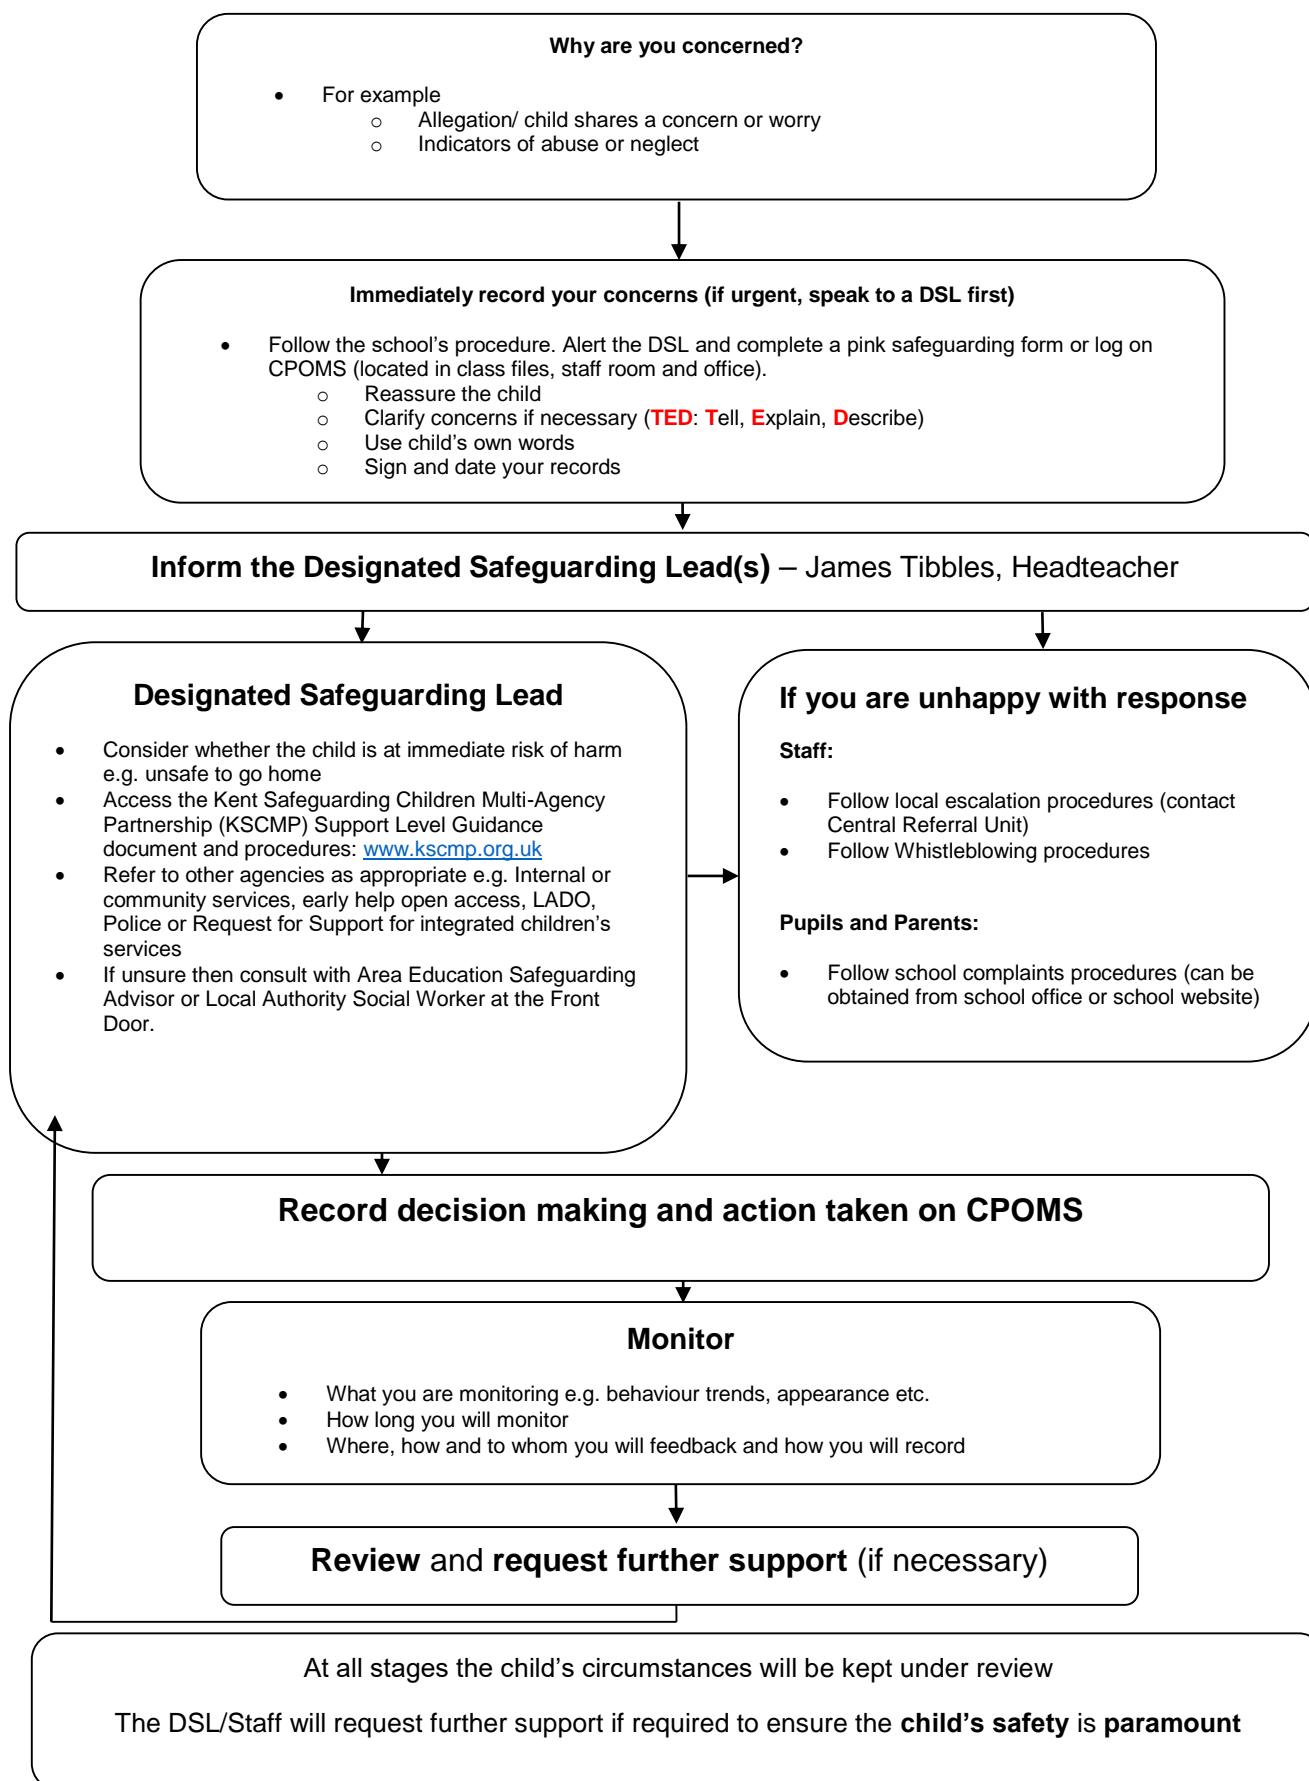 Why are you concerned?
• For example
o Allegation/ child shares a concern or worry
o Indicators of abuse or neglect
Immediately record your concerns (if urgent, speak to a DSL first)
• Follow the school’s procedure. Alert the DSL and complete a pink safeguarding form or log on
CPOMS (located in class files, staff room and office).
o Reassure the child
o Clarify concerns if necessary (TED: Tell, Explain, Describe)
o Use child’s own words
o Sign and date your records
Inform the Designated Safeguarding Lead(s) – James Tibbles, Headteacher
Designated Safeguarding Lead
• Consider whether the child is at immediate risk of harm
e.g. unsafe to go home
• Access the Kent Safeguarding Children Multi-Agency
Partnership (KSCMP) Support Level Guidance
document and procedures: www.kscmp.org.uk
• Refer to other agencies as appropriate e.g. Internal or
community services, early help open access, LADO,
Police or Request for Support for integrated children’s
services
• If unsure then consult with Area Education Safeguarding
Advisor or Local Authority Social Worker at the Front
Door.
If you are unhappy with response
Staff:
• Follow local escalation procedures (contact
Central Referral Unit)
• Follow Whistleblowing procedures
Pupils and Parents:
• Follow school complaints procedures (can be
obtained from school office or school website)
Record decision making and action taken on CPOMS
Monitor
• What you are monitoring e.g. behaviour trends, appearance etc.
• How long you will monitor
• Where, how and to whom you will feedback and how you will record
Review and request further support (if necessary)
At all stages the child’s circumstances will be kept under review
The DSL/Staff will request further support if required to ensure the child’s safety is paramount